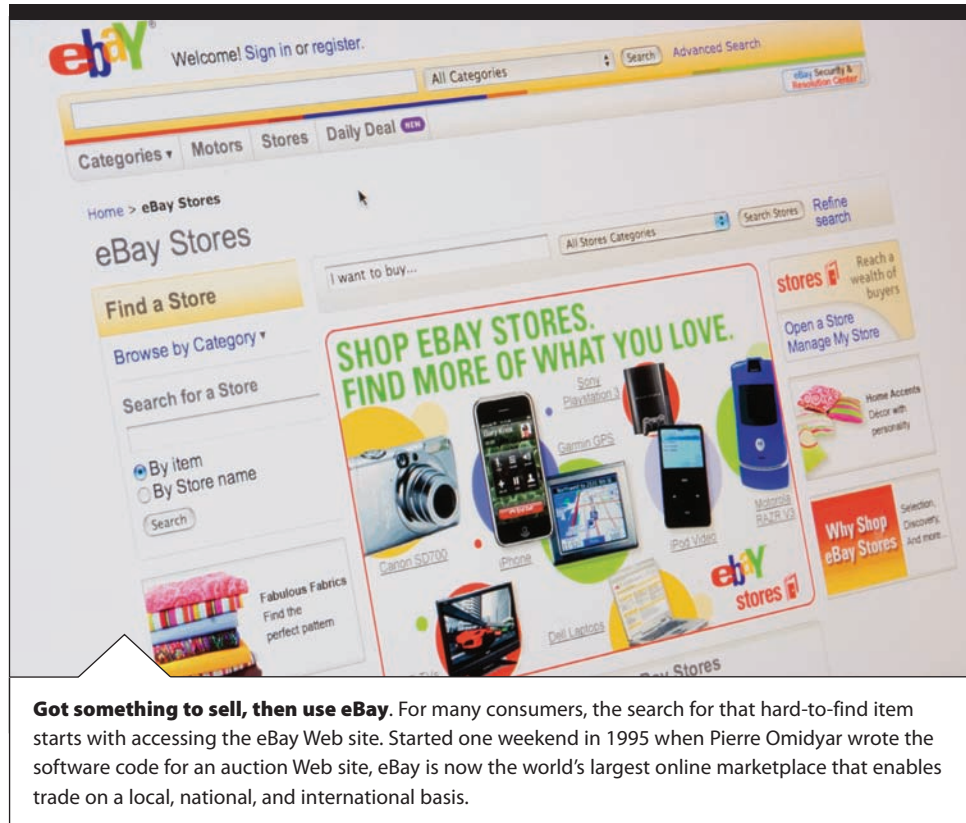 ebaY®
Welcome! Sign in or register.
All Categories
Search
Advanced Search
eBay Security &
Resolution Center
Categories
Motors
Stores
Daily Deal NEW
Home > eBay Stores
eBay Stores
I want to buy...
All Stores Categories
Search Stores
Refine
search
Find a Store
Browse by Category
Search for a Store
By item
By Store name
Search
Fabulous Fabrics
Find the
perfect pattern
SHOP EBAY STORES.
FIND MORE OF WHAT YOU LOVE.
Sony
Playstation 3
Garmin GPS
Canon SD700
iPhone
iPod Video
Motorola
RAZR V3
Dell Laptops
ebaY
stores
stores
Reach a
wealth of
buyers
Open a Store
Manage My Store
Home Accents
Décor with
personality
Why Shop
eBay Stores
Selection,
Discovery,
And more...
Stores
Got something to sell, then use eBay. For many consumers, the search for that hard-to-find item
starts with accessing the eBay Web site. Started one weekend in 1995 when Pierre Omidyar wrote the
software code for an auction Web site, eBay is now the world's largest online marketplace that enables
trade on a local, national, and international basis.